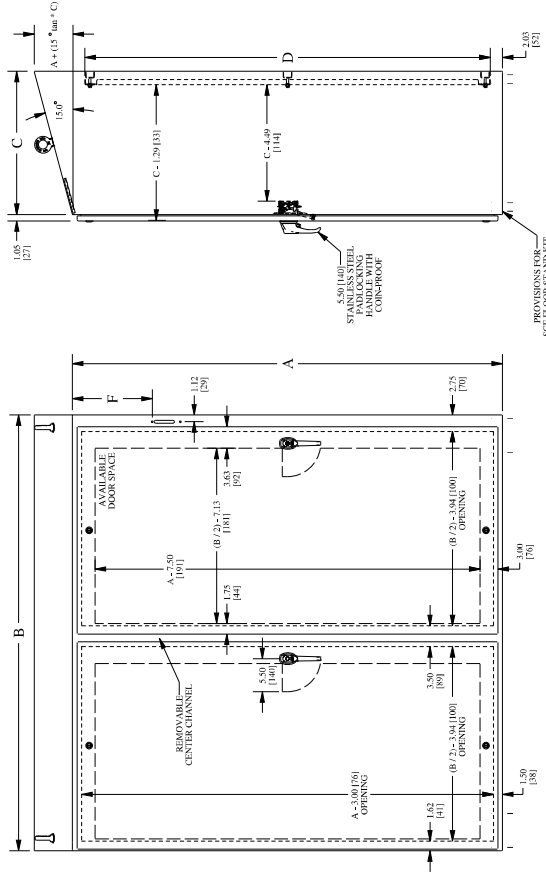 A + (15° tan * C)
C
15.0°
1.05
[27]
C - 1.29 [33]
C - 4.49
[114]
D
2.03
[52]
5.50 [140]
STAINLESS STEEL
PADLOCKING
HANDLE WITH
COIN-PROOF
PROVISIONS FOR
B
A
F
1.12
[29]
2.75
[70]
AVAILABLE
DOOR SPACE
3.63
[92]
(B / 2) - 7.13
[181]
A - 7.50
[191]
1.75
[44]
(B / 2) - 3.94 [100]
OPENING
3.00
[76]
REMOVABLE
CENTER CHANNEL
5.50
[140]
3.50
[89]
(B / 2) - 3.94 [100]
OPENING
A - 3.00 [76]
OPENING
1.62
[41]
1.50
[38]